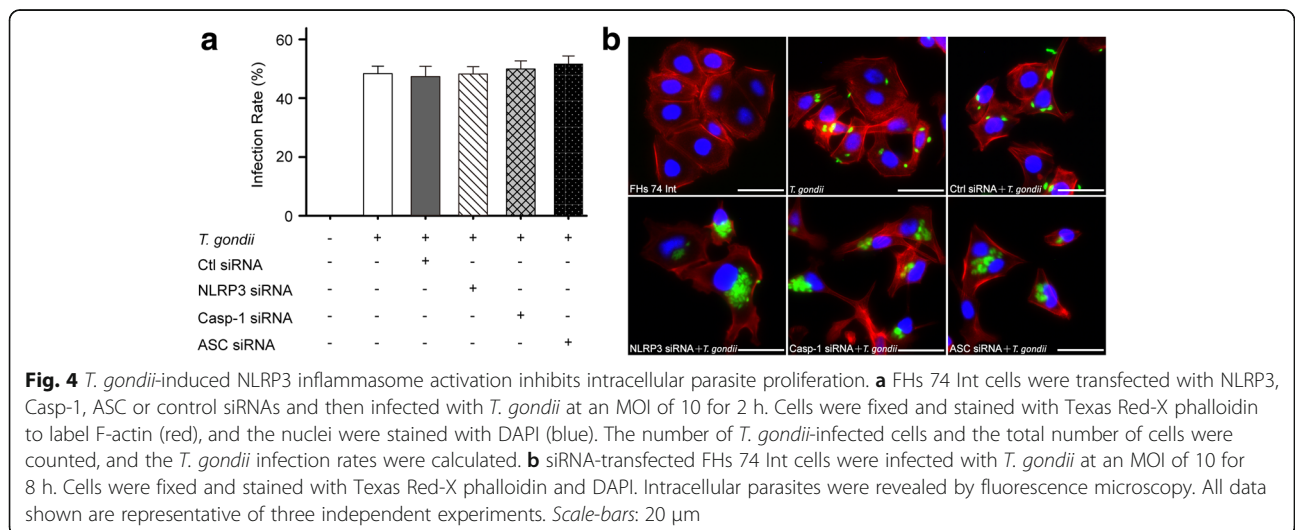 a
b
60
40
20
0
Infection Rate (%)
T. gondii - + + + + +
Ctl siRNA - - + - - -
NLRP3 siRNA - - - + - -
Casp-1 siRNA - - - - + -
ASC siRNA - - - - - +
FHs 74 Int
T. gondii
Ctrl siRNA+T. gondii
NLRP3 siRNA+T. gondii
Casp-1 siRNA+T. gondii
ASC siRNA+T. gondii
Fig. 4 T. gondii-induced NLRP3 inflammasome activation inhibits intracellular parasite proliferation. a FHs 74 Int cells were transfected with NLRP3,
Casp-1, ASC or control siRNAs and then infected with T. gondii at an MOI of 10 for 2 h. Cells were fixed and stained with Texas Red-X phalloidin
to label F-actin (red), and the nuclei were stained with DAPI (blue). The number of T. gondii-infected cells and the total number of cells were
counted, and the T. gondii infection rates were calculated. b siRNA-transfected FHs 74 Int cells were infected with T. gondii at an MOI of 10 for
8 h. Cells were fixed and stained with Texas Red-X phalloidin and DAPI. Intracellular parasites were revealed by fluorescence microscopy. All data
shown are representative of three independent experiments. Scale-bars: 20 μm